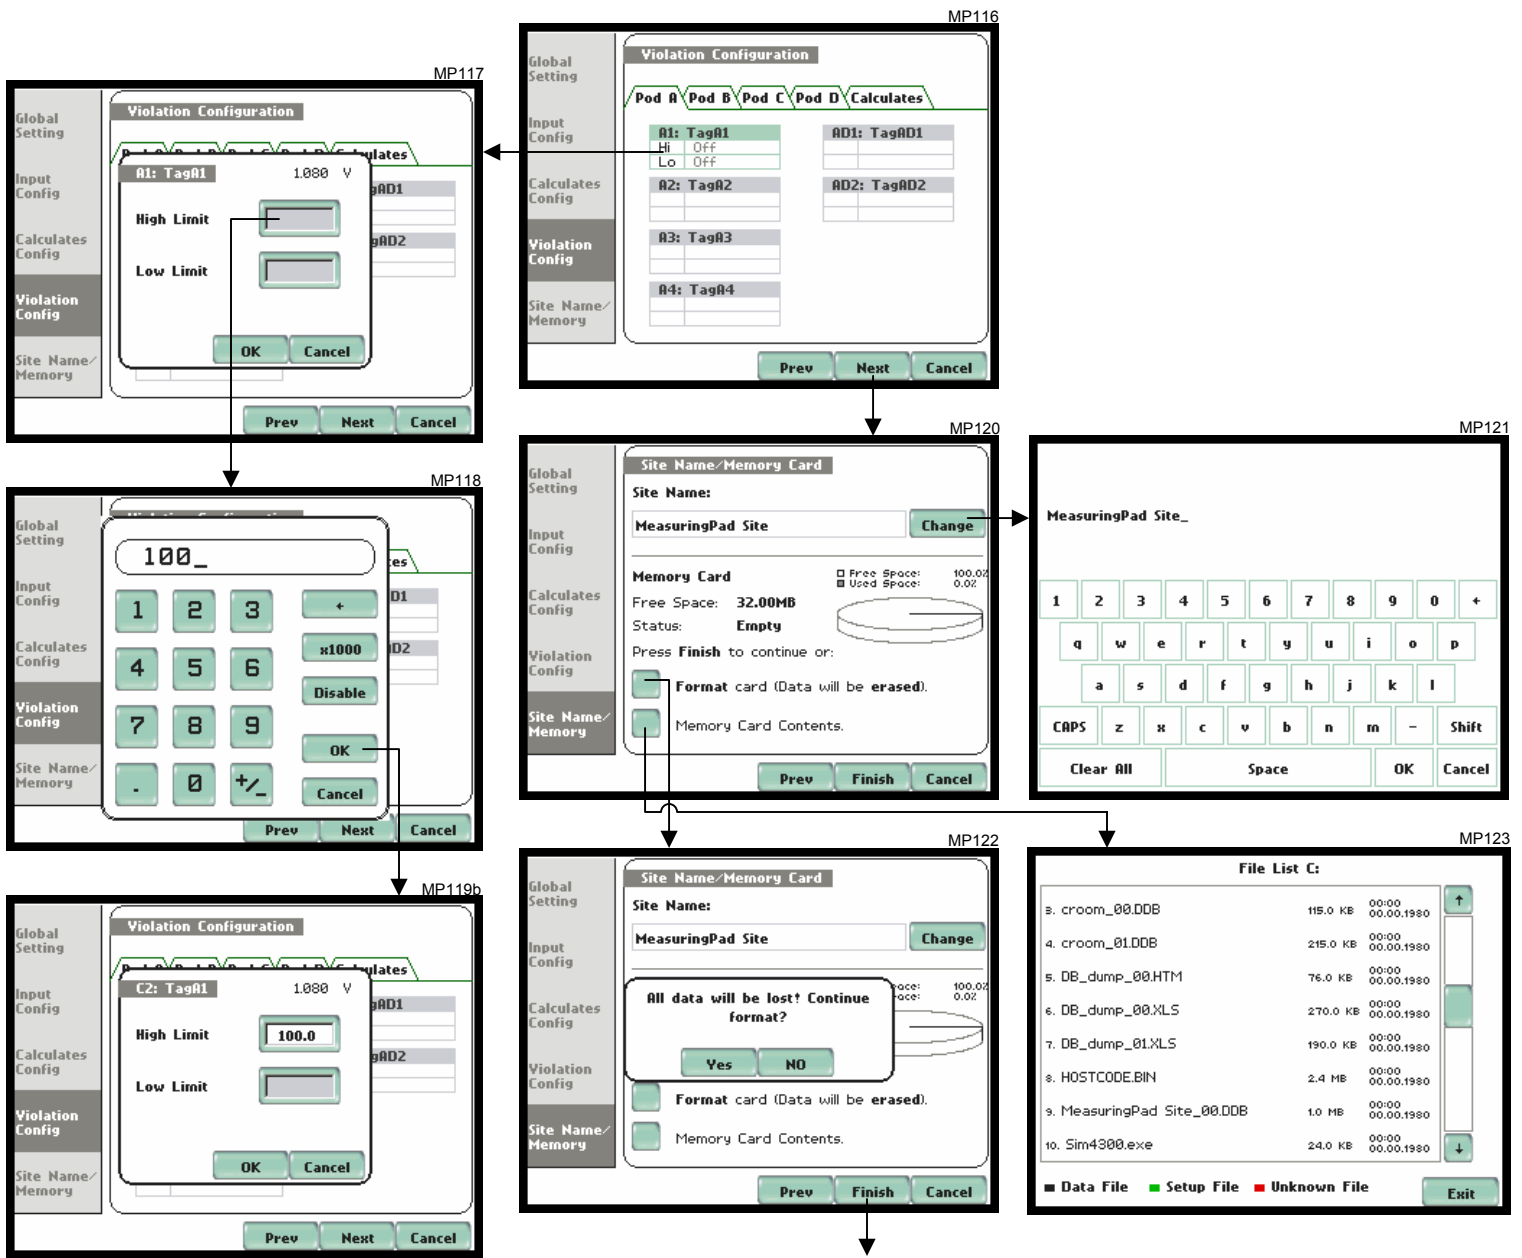 MP116
Global
Setting
Input
Config
Calculates
Config
Violation
Config
Site Name/
Memory
Violation Configuration
Pod A Pod B Pod C Pod D Calculates
A1: TagA1
Hi Off
Lo Off
AD1: TagAD1
A2: TagA2
AD2: TagAD2
A3: TagA3
A4: TagA4
Prev Next Cancel
MP117
Global
Setting
Input
Config
Calculates
Config
Violation
Config
Site Name/
Memory
Violation Configuration
ulates
gAD1
gAD2
A1: TagA1 1.080 V
High Limit
Low Limit
OK Cancel
Prev Next Cancel
MP118
Global
Setting
Input
Config
Calculates
Config
Violation
Config
Site Name/
Memory
es
D1
D2
100_
1 2 3 ←
4 5 6 x1000
Disable
7 8 9 OK
. 0 +/_ Cancel
Prev Next Cancel
MP119b
Global
Setting
Input
Config
Calculates
Config
Violation
Config
Site Name/
Memory
Violation Configuration
ulates
gAD1
gAD2
C2: TagA1 1.080 V
High Limit 100.0
Low Limit
OK Cancel
Prev Next Cancel
MP120
Global
Setting
Input
Config
Calculates
Config
Violation
Config
Site Name/
Memory
Site Name/Memory Card
Site Name:
MeasuringPad Site Change
Memory Card
Free Space: 100.0%
Used Space: 0.0%
Free Space: 32.00MB
Status: Empty
Press Finish to continue or:
Format card (Data will be erased).
Memory Card Contents.
Prev Finish Cancel
MP121
MeasuringPad Site_
1 2 3 4 5 6 7 8 9 0 ←
q w e r t y u i o p
a s d f g h j k l
CAPS z x c v b n m - Shift
Clear All Space OK Cancel
MP122
Global
Setting
Input
Config
Calculates
Config
Violation
Config
Site Name/
Memory
Site Name/Memory Card
Site Name:
MeasuringPad Site Change
pace: 100.0%
pace: 0.0%
All data will be lost! Continue
format?
Yes NO
Format card (Data will be erased).
Memory Card Contents.
Prev Finish Cancel
MP123
File List C:
3. croom_00.DDB 115.0 KB 00:00 00.00.1980
4. croom_01.DDB 215.0 KB 00:00 00.00.1980
5. DB_dump_00.HTM 76.0 KB 00:00 00.00.1980
6. DB_dump_00.XLS 270.0 KB 00:00 00.00.1980
7. DB_dump_01.XLS 190.0 KB 00:00 00.00.1980
8. HOSTCODE.BIN 2.4 MB 00:00 00.00.1980
9. MeasuringPad Site_00.DDB 1.0 MB 00:00 00.00.1980
10. Sim4300.exe 24.0 KB 00:00 00.00.1980
↑
↓
Data File Setup File Unknown File
Exit